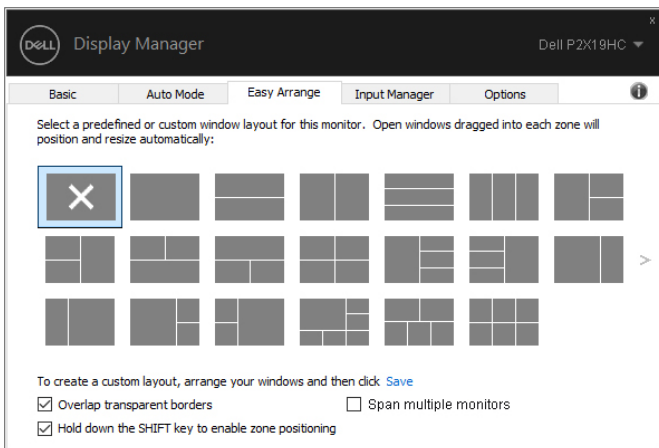 x
DELL Display Manager Dell P2X19HC
Basic Auto Mode Easy Arrange Input Manager Options
Select a predefined or custom window layout for this monitor. Open windows dragged into each zone will
position and resize automatically:
To create a custom layout, arrange your windows and then click Save
Overlap transparent borders Span multiple monitors
Hold down the SHIFT key to enable zone positioning